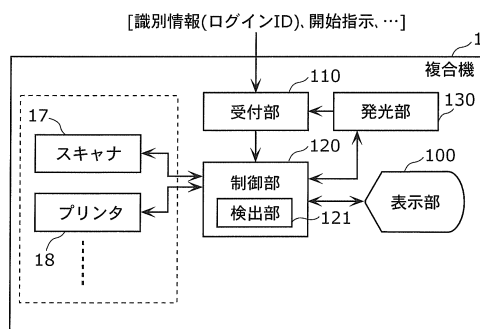 [識別情報(ログインID)、開始指示、…]
1
複合機
110
受付部
130
発光部
17
スキャナ
120
制御部
検出部
121
100
表示部
プリンタ
18